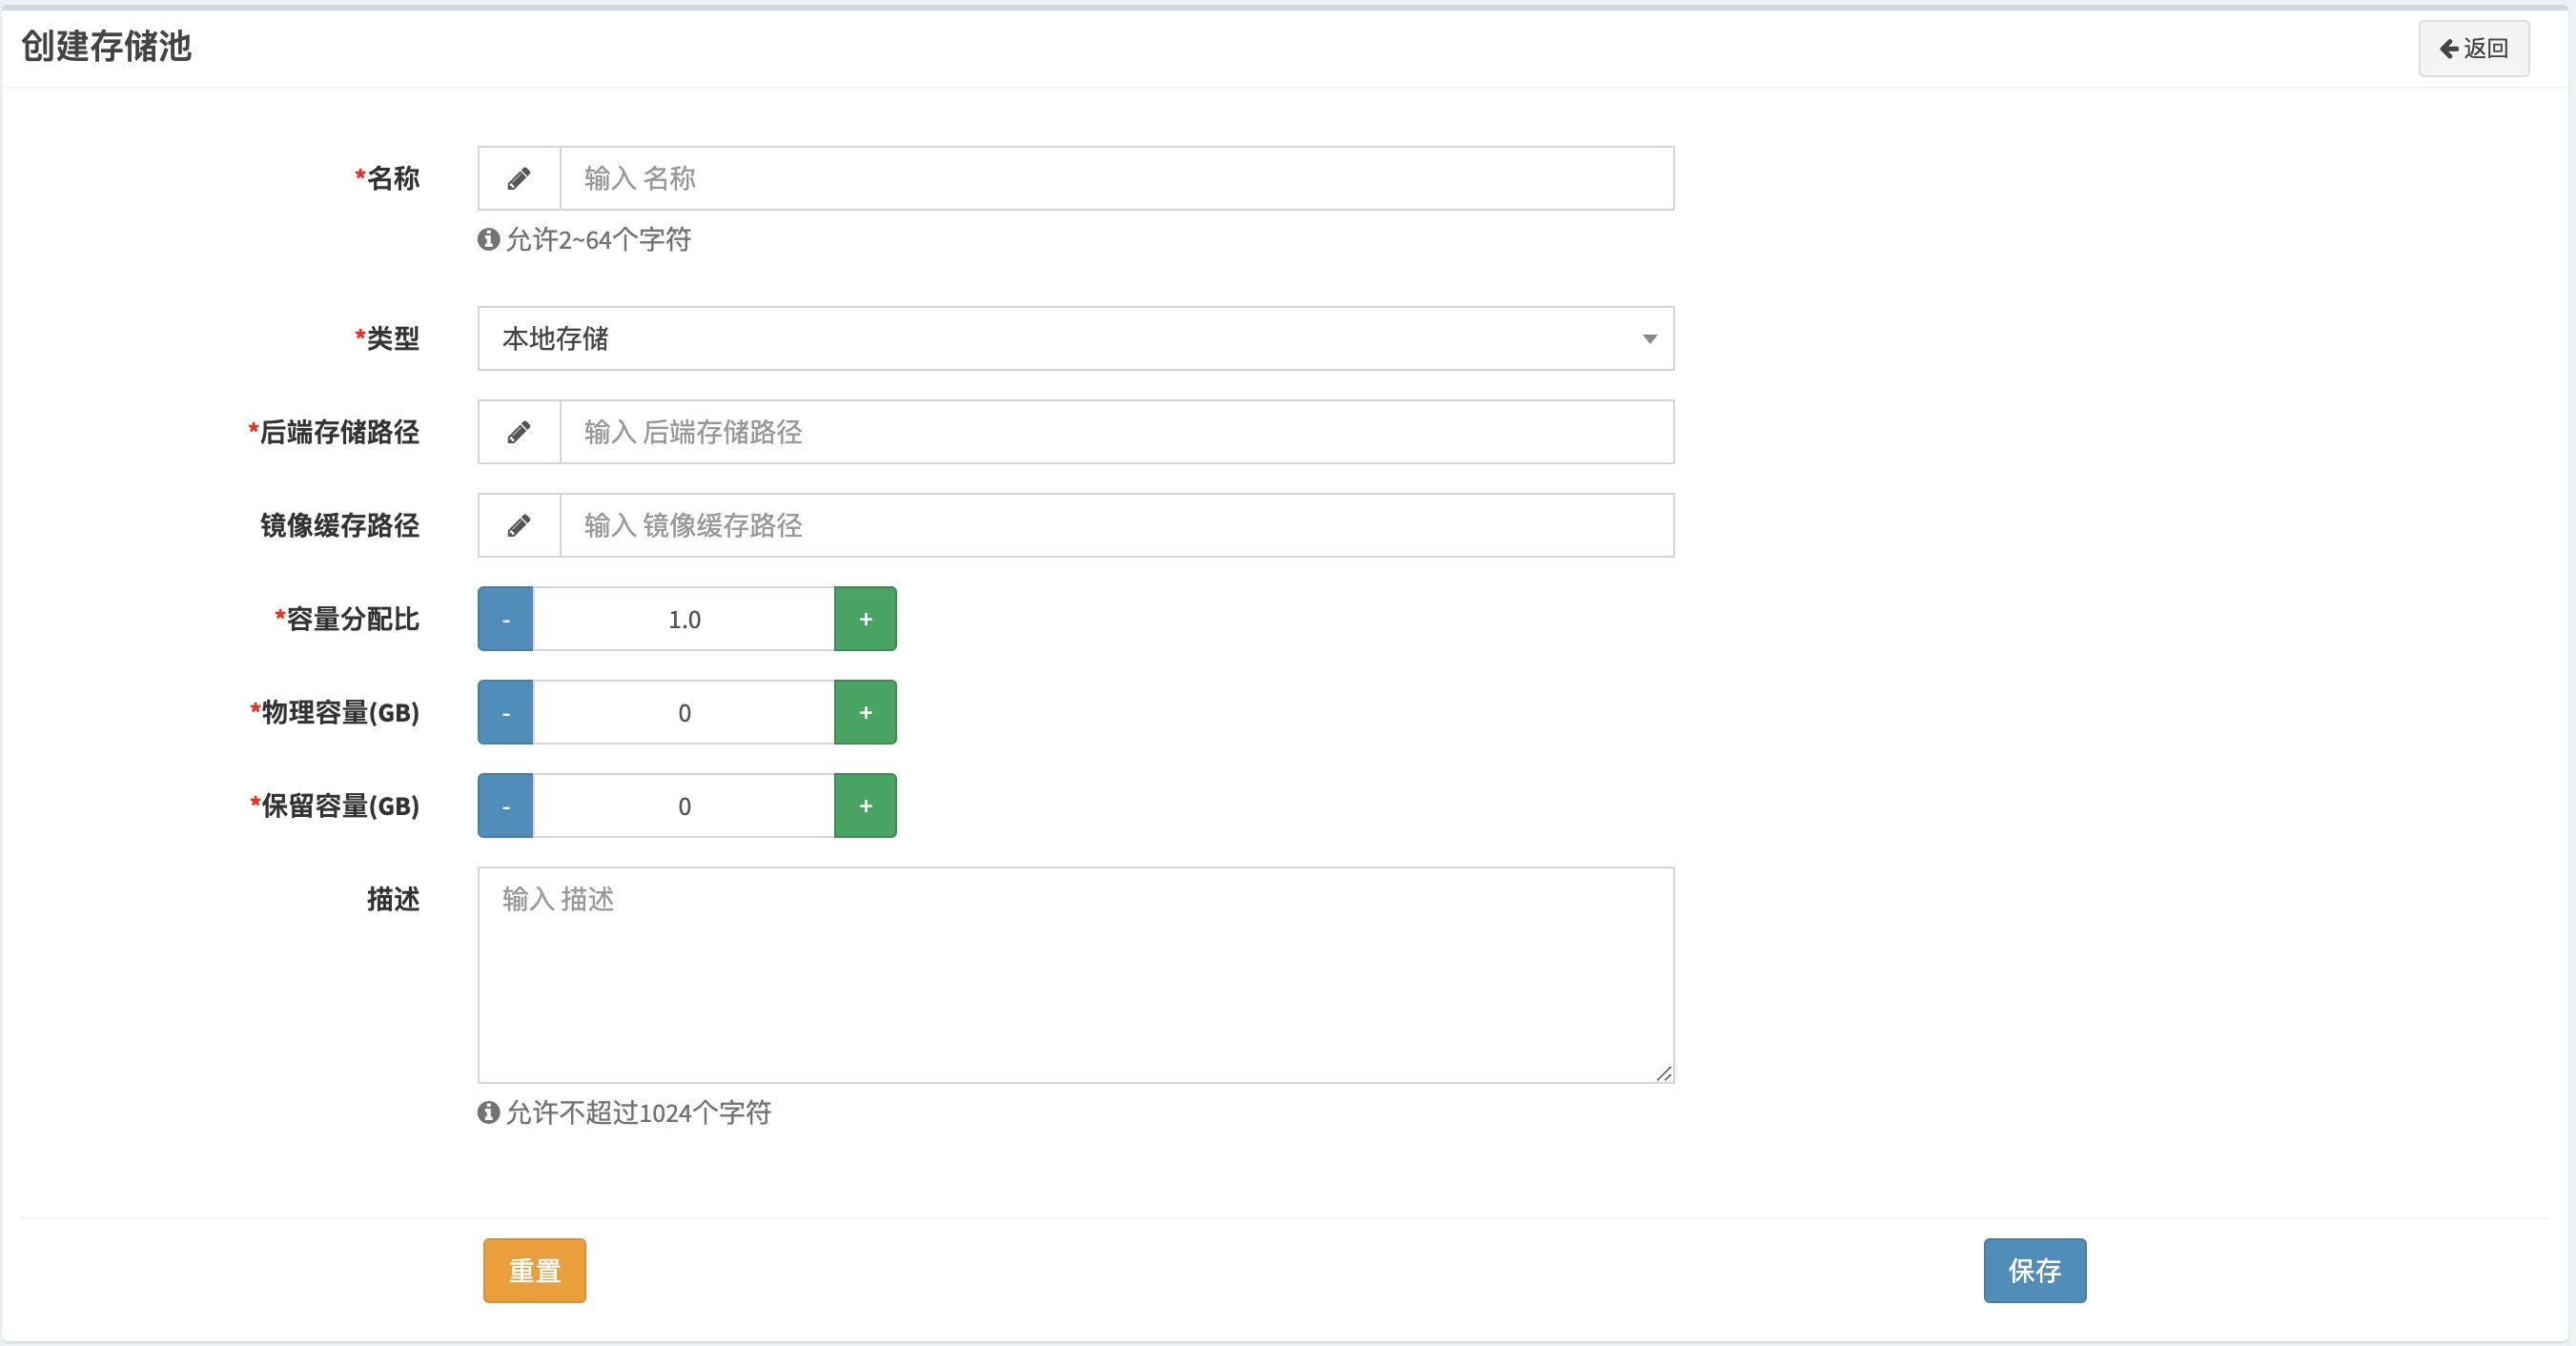 创建存储池
返回
*名称
输入 名称
允许2~64个字符
*类型
本地存储
*后端存储路径
输入 后端存储路径
镜像缓存路径
输入 镜像缓存路径
*容量分配比
- 1.0 +
*物理容量(GB)
- 0 +
*保留容量(GB)
- 0 +
描述
输入 描述
允许不超过1024个字符
重置
保存